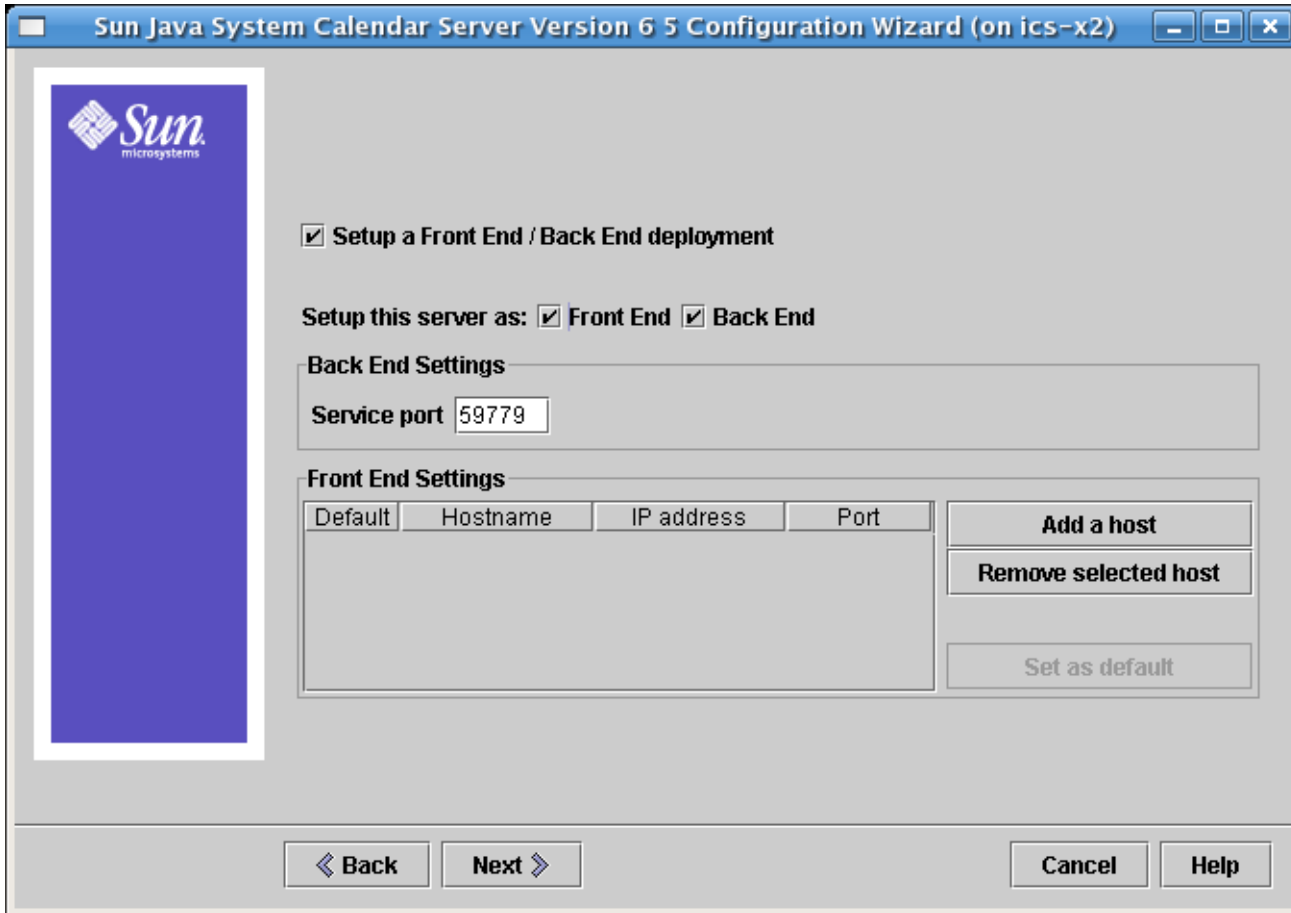 Sun Java System Calendar Server Version 6 5 Configuration Wizard (on ics-x2)
Sun.
microsystems
Setup a Front End / Back End deployment
Setup this server as: Front End Back End
Back End Settings
Service port 59779
Front End Settings
Default Hostname IP address Port
Add a host
Remove selected host
Set as default
Back Next Cancel Help